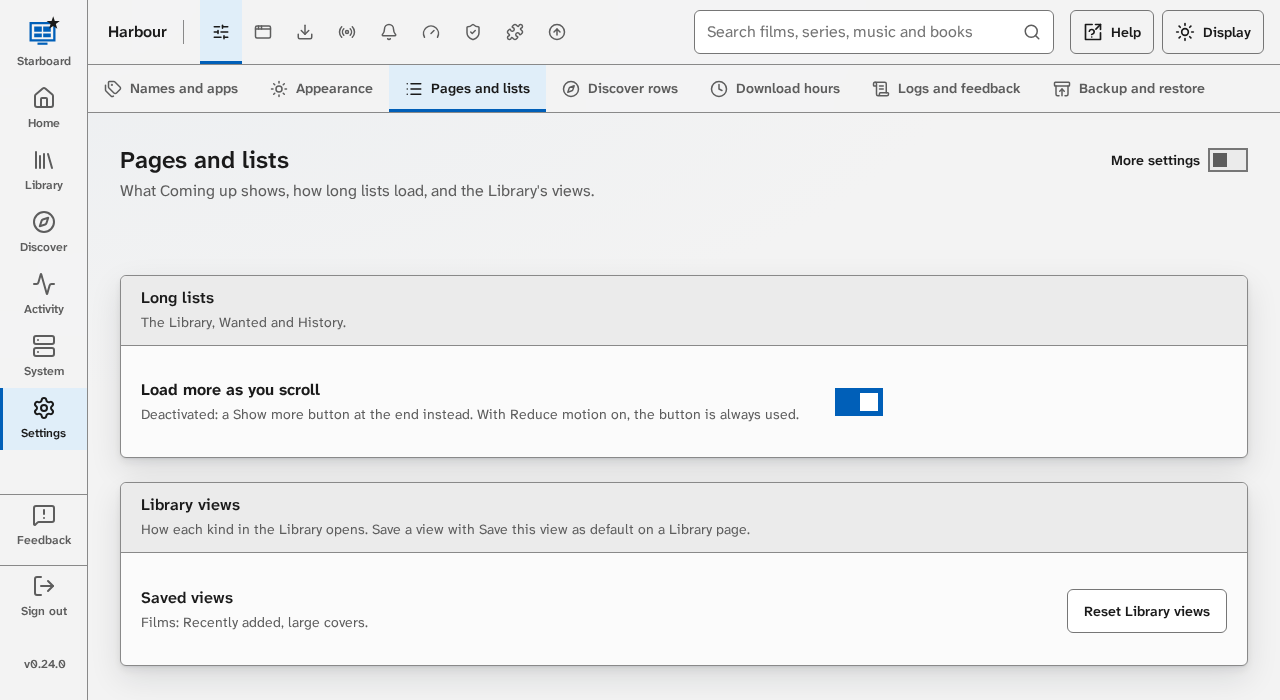 Starboard
Home
Library
Discover
Activity
System
Settings
Feedback
Sign out
v0.24.0
Harbour
Search films, series, music and books
Help
Display
Names and apps
Appearance
Pages and lists
Discover rows
Download hours
Logs and feedback
Backup and restore
Pages and lists
What Coming up shows, how long lists load, and the Library's views.
More settings
Long lists
The Library, Wanted and History.
Load more as you scroll
Deactivated: a Show more button at the end instead. With Reduce motion on, the button is always used.
Library views
How each kind in the Library opens. Save a view with Save this view as default on a Library page.
Saved views
Films: Recently added, large covers.
Reset Library views